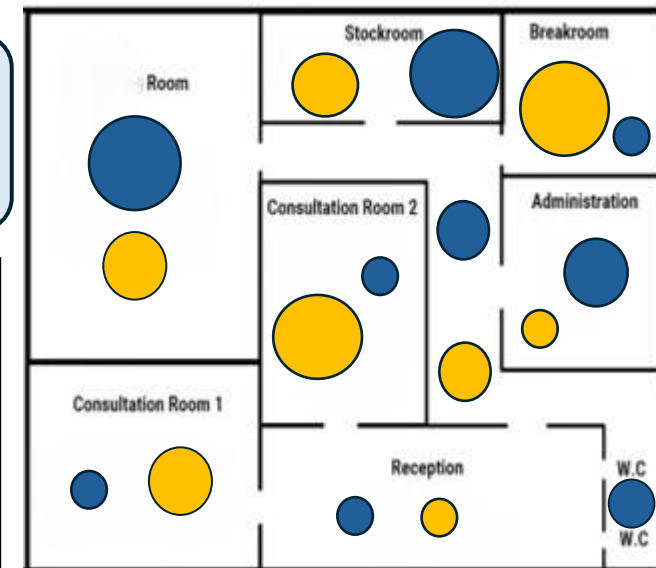 Stockroom
Breakroom
Room
Administration
Consultation Room 2
Consultation Room 1
Reception
W.C
W.C